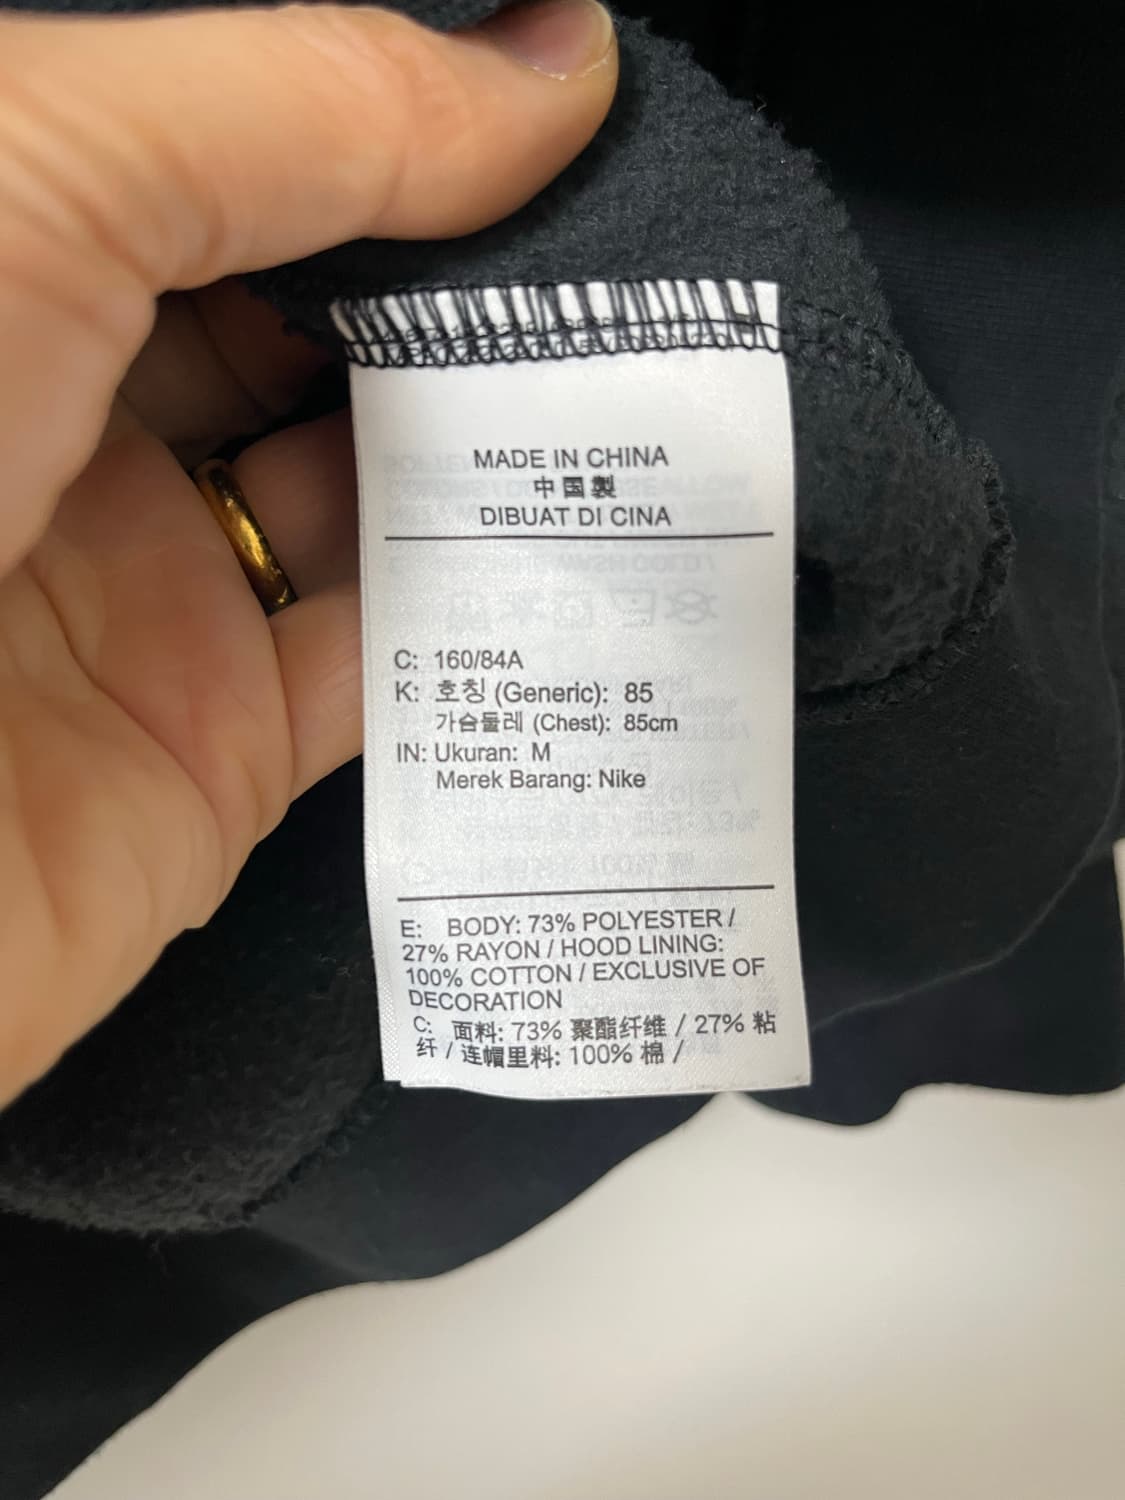 MADE IN CHINA
中国製
DIBUAT DI CINA
C: 160/84A
K: 호칭 (Generic): 85
가슴둘레 (Chest): 85cm
IN: Ukuran: M
Merek Barang: Nike
E: BODY: 73% POLYESTER /
27% RAYON / HOOD LINING:
100% COTTON / EXCLUSIVE OF
DECORATION
C: 面料: 73% 聚酯纤维 / 27% 粘
纤 / 连帽里料: 100% 棉 /